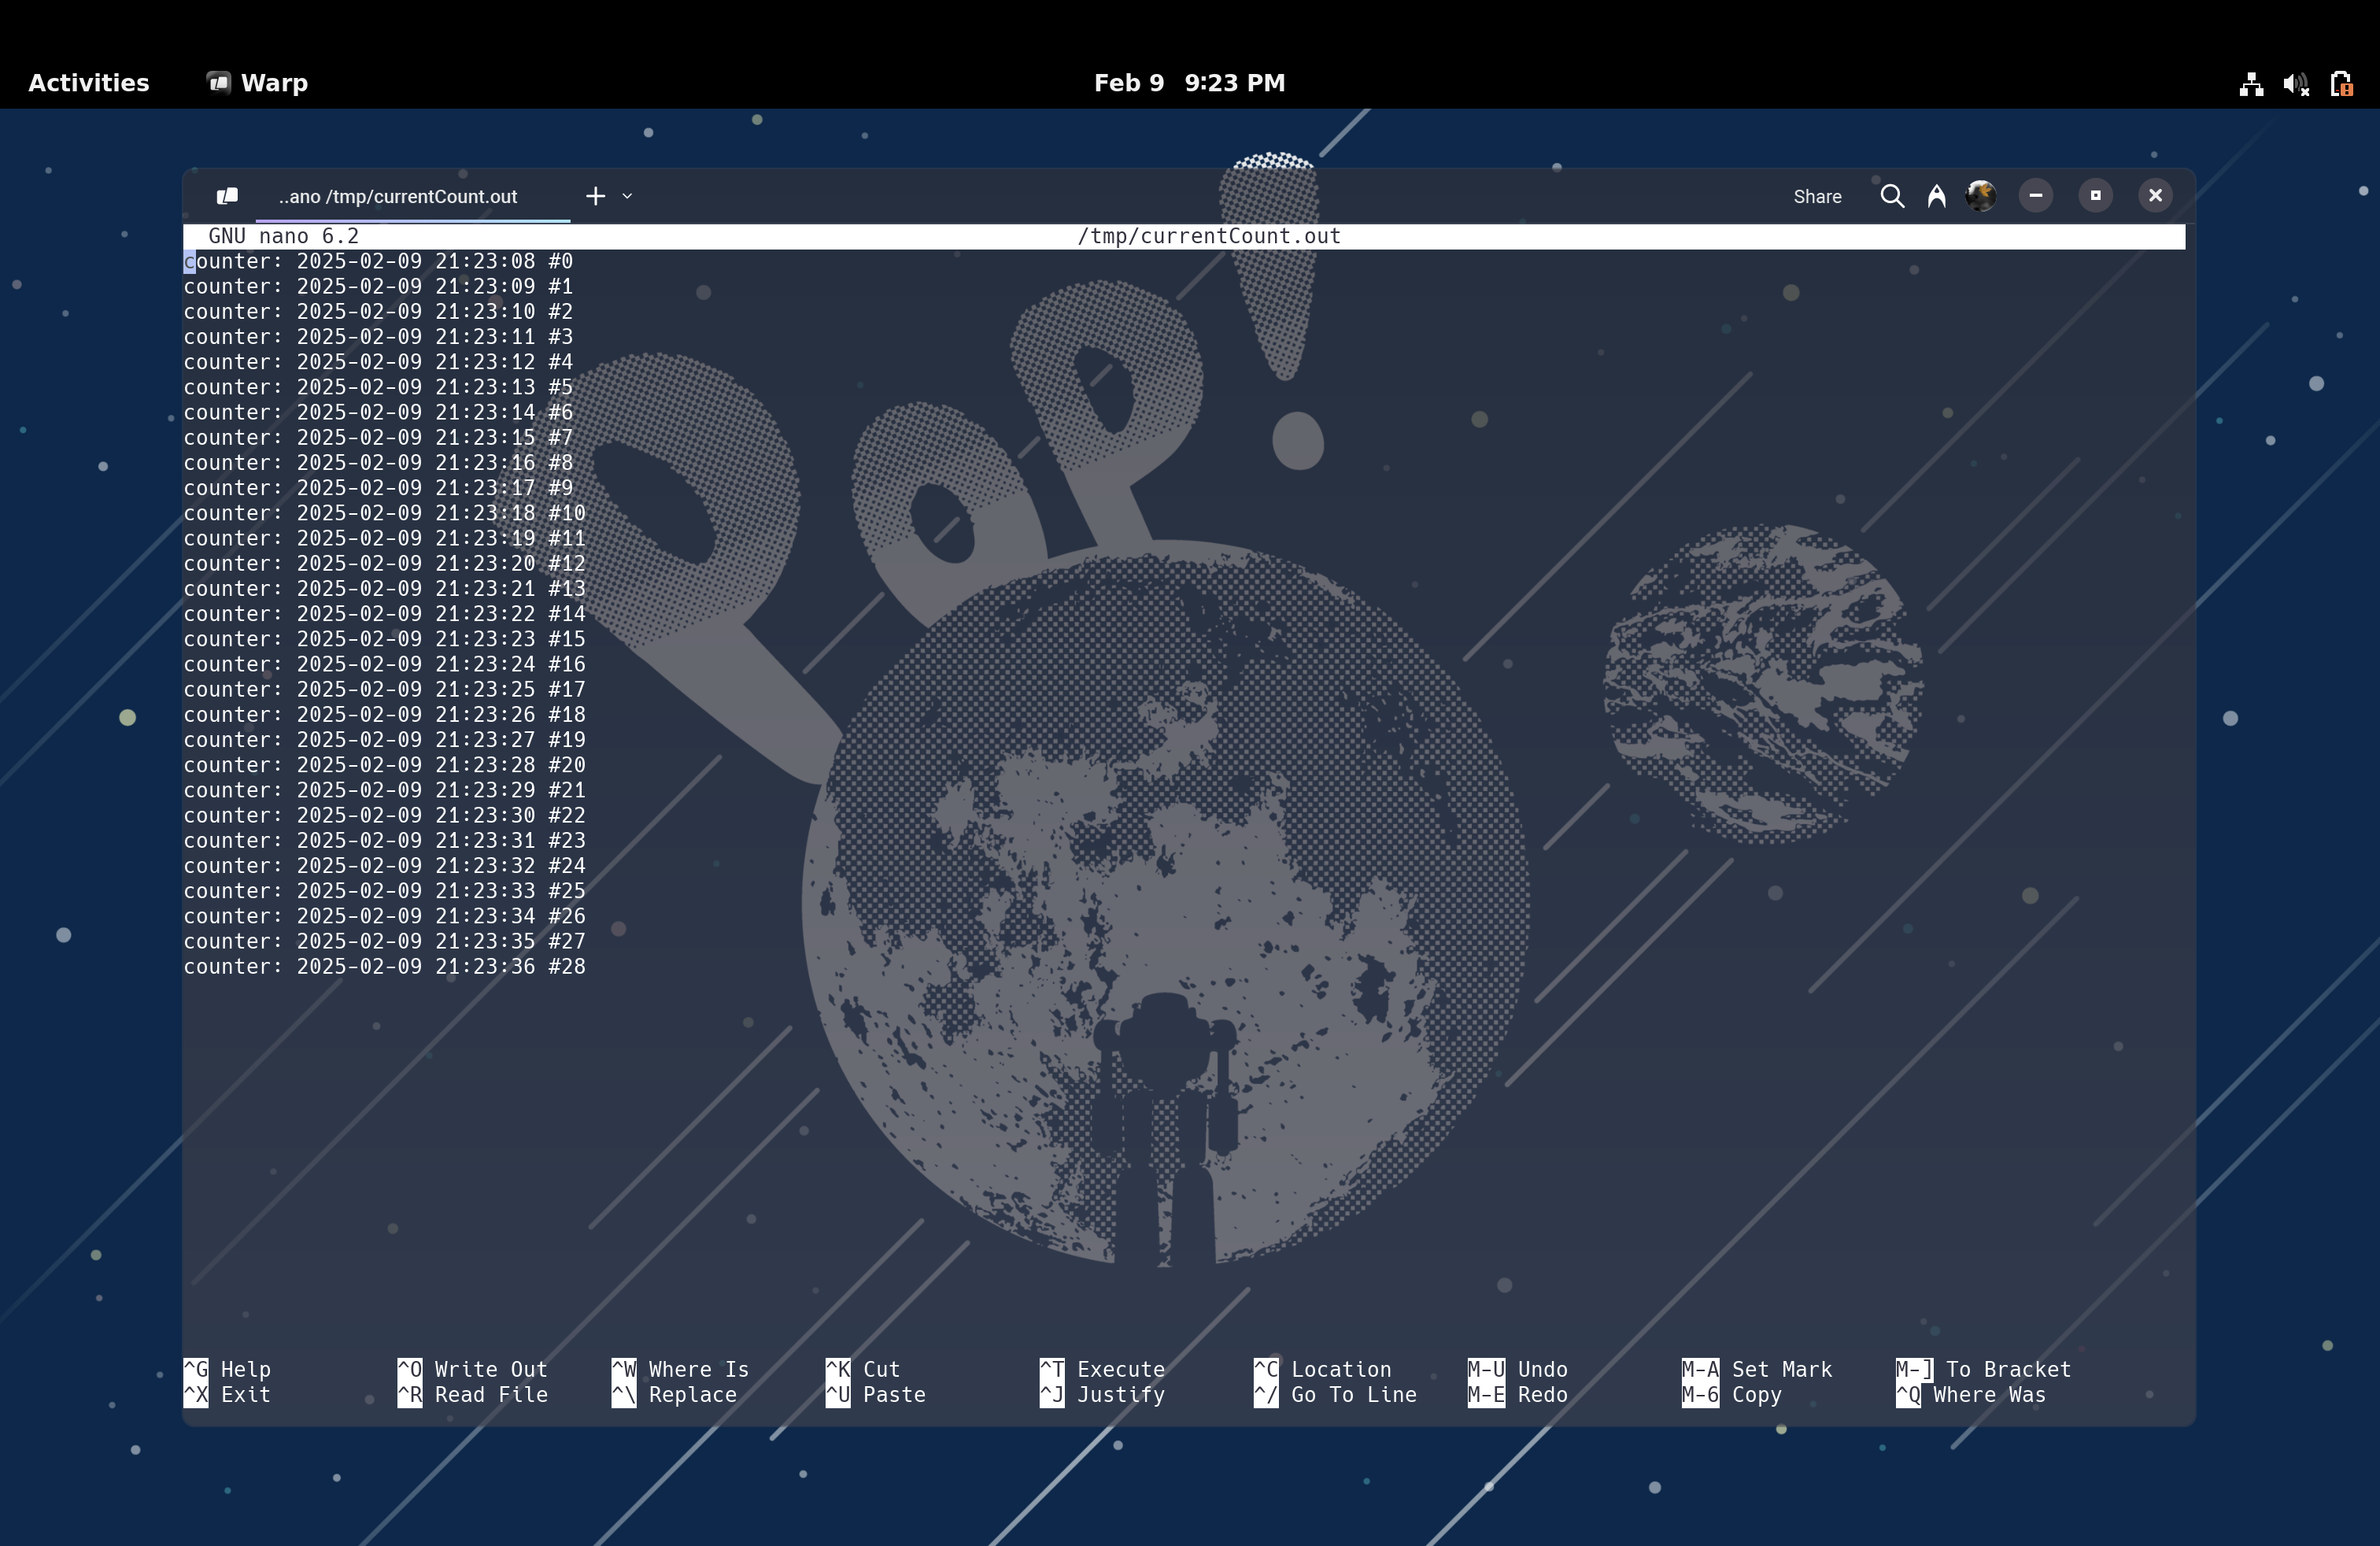 Activities Warp Feb 9 9:23 PM
..ano /tmp/currentCount.out Share
GNU nano 6.2 /tmp/currentCount.out
counter: 2025-02-09 21:23:08 #0
counter: 2025-02-09 21:23:09 #1
counter: 2025-02-09 21:23:10 #2
counter: 2025-02-09 21:23:11 #3
counter: 2025-02-09 21:23:12 #4
counter: 2025-02-09 21:23:13 #5
counter: 2025-02-09 21:23:14 #6
counter: 2025-02-09 21:23:15 #7
counter: 2025-02-09 21:23:16 #8
counter: 2025-02-09 21:23:17 #9
counter: 2025-02-09 21:23:18 #10
counter: 2025-02-09 21:23:19 #11
counter: 2025-02-09 21:23:20 #12
counter: 2025-02-09 21:23:21 #13
counter: 2025-02-09 21:23:22 #14
counter: 2025-02-09 21:23:23 #15
counter: 2025-02-09 21:23:24 #16
counter: 2025-02-09 21:23:25 #17
counter: 2025-02-09 21:23:26 #18
counter: 2025-02-09 21:23:27 #19
counter: 2025-02-09 21:23:28 #20
counter: 2025-02-09 21:23:29 #21
counter: 2025-02-09 21:23:30 #22
counter: 2025-02-09 21:23:31 #23
counter: 2025-02-09 21:23:32 #24
counter: 2025-02-09 21:23:33 #25
counter: 2025-02-09 21:23:34 #26
counter: 2025-02-09 21:23:35 #27
counter: 2025-02-09 21:23:36 #28
POP!
^G Help ^O Write Out ^W Where Is ^K Cut ^T Execute ^C Location M-U Undo M-A Set Mark M-] To Bracket
^X Exit ^R Read File ^\ Replace ^U Paste ^J Justify ^/ Go To Line M-E Redo M-6 Copy ^Q Where Was